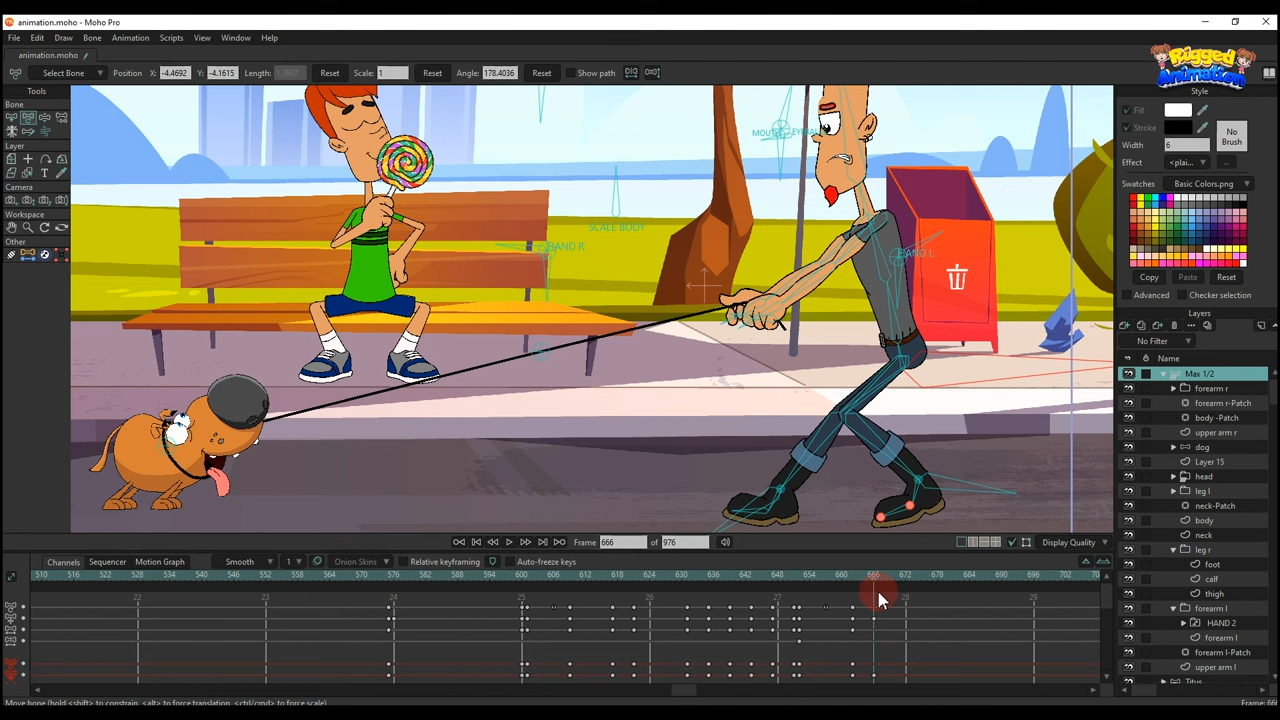 animation.moho - Moho Pro
File Edit Draw Bone Animation Scripts View Window Help
animation.moho
Rigged Animation
Select Bone Position X: -4.4692 Y: -4.1615 Length: Reset Scale: 1 Reset Angle: 178.4036 Reset Show path
Tools
Bone
Layer
Camera
Workspace
Other
HAND R
SCALE BODY
HAND L
Style
Fill
Stroke
Width 6
No Brush
Effect <plai...
...
Swatches Basic Colors.png
Copy Paste Reset
Advanced Checker selection
Layers
No Filter
Name
Max 1/2
forearm r
forearm r-Patch
body -Patch
upper arm r
dog
Layer 15
head
leg l
neck-Patch
body
neck
leg r
foot
calf
thigh
forearm l
HAND 2
forearm l
forearm l-Patch
upper arm l
Titus
Frame 666 of 976 Display Quality
Channels Sequencer Motion Graph Smooth 1 Onion Skins Relative keyframing Auto-freeze keys
510 516 522 528 534 540 546 552 558 564 570 576 582 588 594 600 606 612 618 624 630 636 642 648 654 660 666 672 678 684 690 696 702
22 23 24 25 26 27 28 29
Move bone (hold <shift> to constrain, <alt> to force translation, <ctrl/cmd> to force scale)